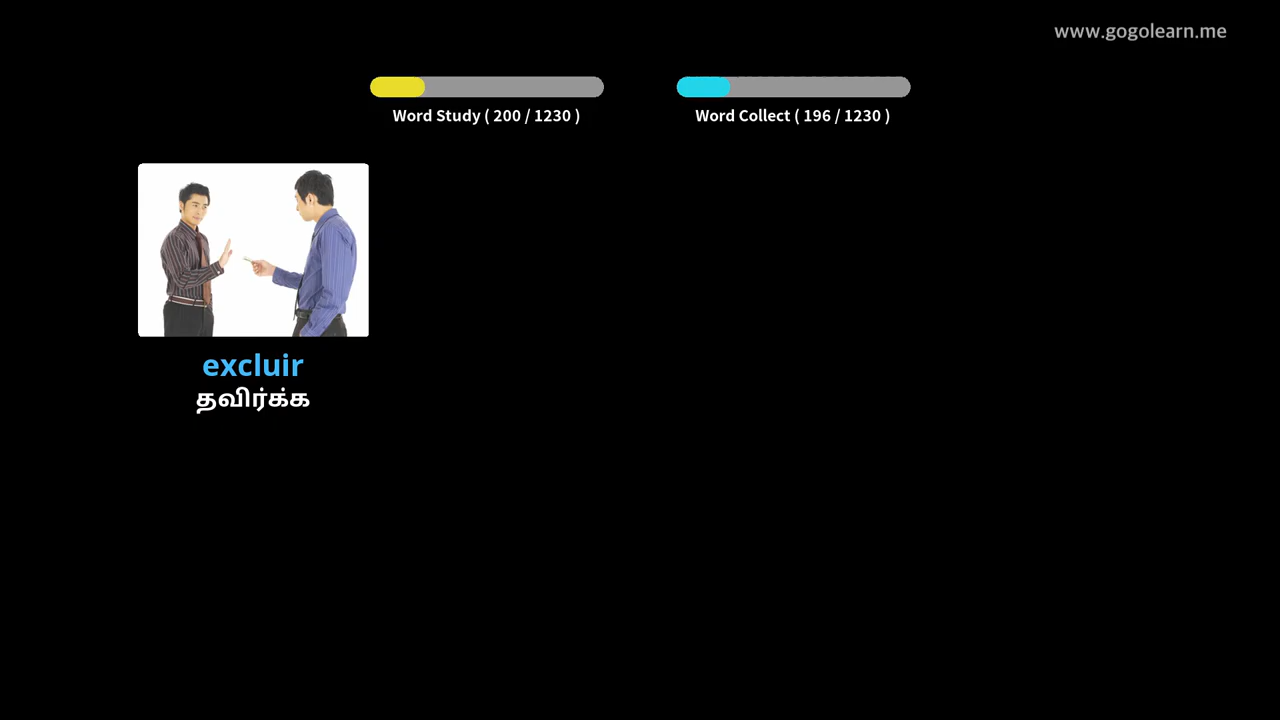 www.gogolearn.me
Word Study ( 200 / 1230 )
Word Collect ( 196 / 1230 )
excluir
தவிர்க்க